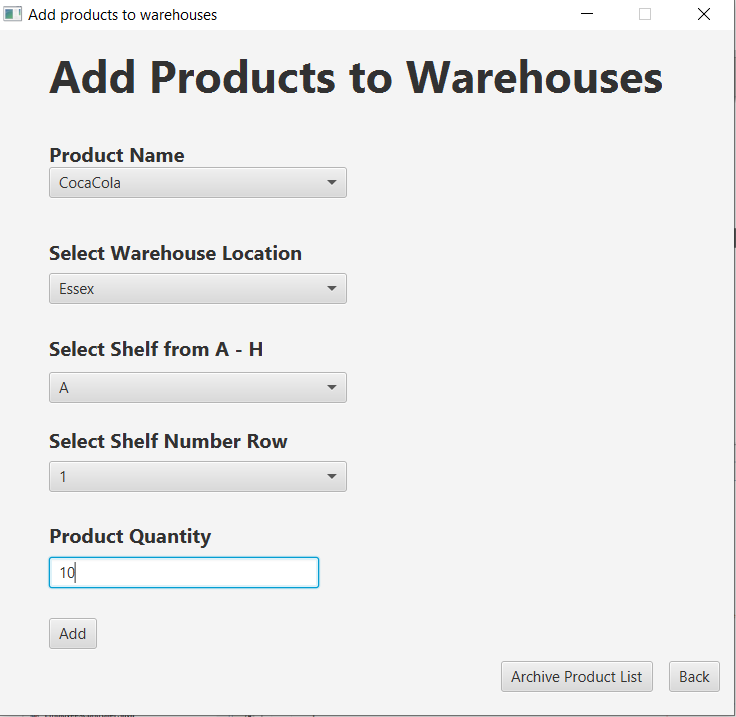 Add products to warehouses
Add Products to Warehouses
Product Name
CocaCola
Select Warehouse Location
Essex
Select Shelf from A - H
A
Select Shelf Number Row
1
Product Quantity
10
Add
Archive Product List
Back